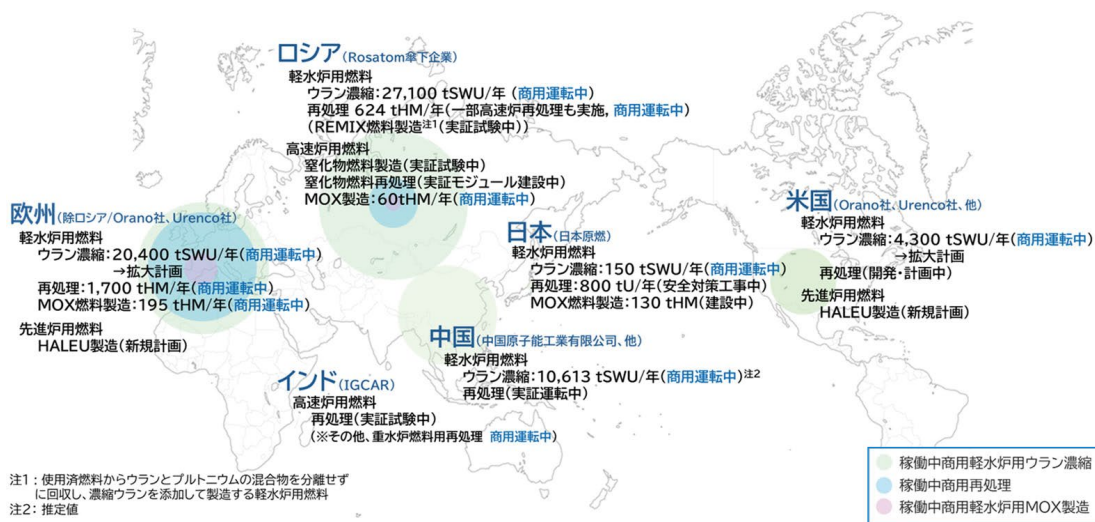 ロシア(Rosatom傘下企業)
軽水炉用燃料
ウラン濃縮:27,100 tSWU/年 (商用運転中)
再処理 624 tHM/年(一部高速炉再処理も実施, 商用運転中)
(REMIX燃料製造注1(実証試験中))
高速炉用燃料
窒化物燃料製造(実証試験中)
窒化物燃料再処理(実証モジュール建設中)
MOX製造:60tHM/年(商用運転中)
欧州(除ロシア/Orano社、Urenco社)
軽水炉用燃料
ウラン濃縮:20,400 tSWU/年(商用運転中)
→拡大計画
再処理:1,700 tHM/年(商用運転中)
MOX燃料製造:195 tHM/年(商用運転中)
先進炉用燃料
HALEU製造(新規計画)
日本(日本原燃)
軽水炉用燃料
ウラン濃縮:150 tSWU/年(商用運転中)
再処理:800 tU/年(安全対策工事中)
MOX燃料製造:130 tHM(建設中)
米国(Orano社、Urenco社、他)
軽水炉用燃料
ウラン濃縮:4,300 tSWU/年(商用運転中)
→拡大計画
再処理(開発・計画中)
先進炉用燃料
HALEU製造(新規計画)
中国(中国原子能工業有限公司、他)
軽水炉用燃料
ウラン濃縮:10,613 tSWU/年(商用運転中)注2
再処理(実証運転中)
インド(IGCAR)
高速炉用燃料
再処理(実証試験中)
(※その他、重水炉燃料用再処理 商用運転中)
注1:使用済燃料からウランとプルトニウムの混合物を分離せず
に回収し、濃縮ウランを添加して製造する軽水炉用燃料
注2:推定値
稼働中商用軽水炉用ウラン濃縮
稼働中商用再処理
稼働中商用軽水炉用MOX製造